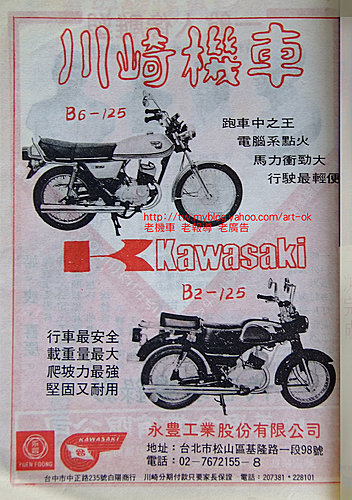 川崎機車
B6-125
跑車中之王
電腦系點火
馬力衝勁大
行駛最輕便
http://tw.myblog.yahoo.com/art-ok
老機車 老報導 老廣告
Kawasaki
B2-125
行車最安全
載重量最大
爬坡力最強
堅固又耐用
永豐工業股份有限公司
地址：台北市松山區基隆路一段98號
電話：02-7672155-8
YUEN FOONG
KAWASAKI
台中市中正路235號白陽商行 川崎分期付款只要家長保證 電話：207381・228101